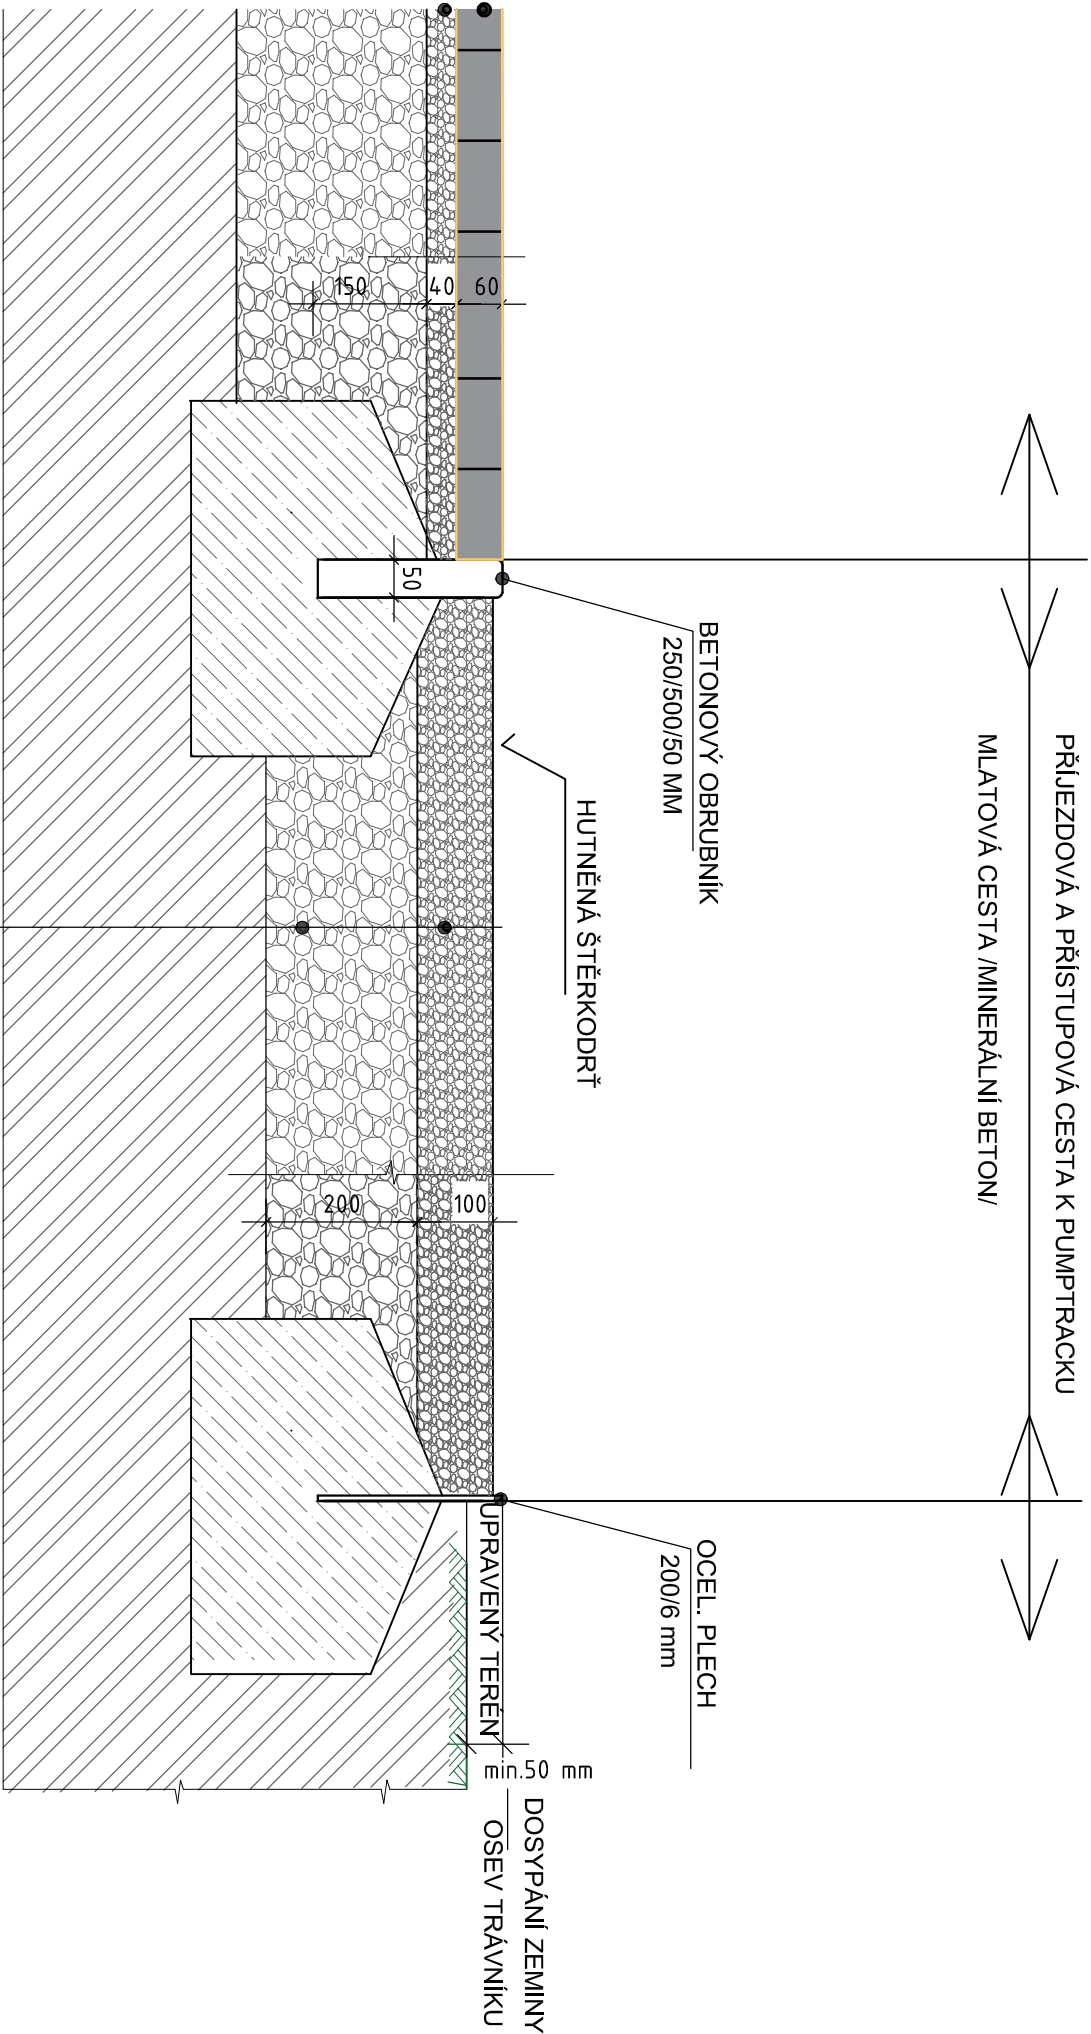 PŘÍJEZDOVÁ A PŘÍSTUPOVÁ CESTA K PUMPTRACKU
MLATOVÁ CESTA /MINERÁLNÍ BETON/
BETONOVÝ OBRUBNÍK
250/500/50 MM
OCEL. PLECH
200/6 mm
HUTNĚNÁ ŠTĚRKODRŤ
DOSYPÁNÍ ZEMINY
OSEV TRÁVNÍKU
min.50 mm
UPRAVENÝ TERÉN
60
40
150
50
100
200